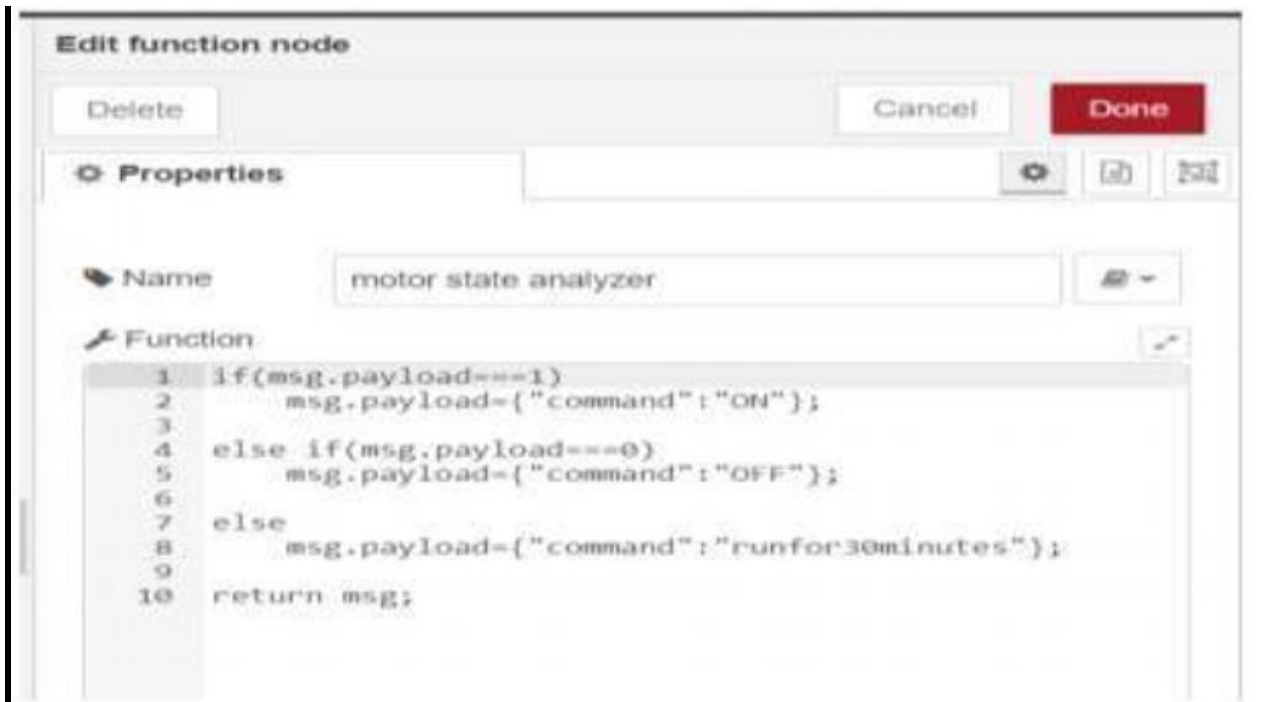 Edit function node
Delete Cancel Done
Properties
Name motor state analyzer
Function
1 if(msg.payload===1)
2 msg.payload={"command":"ON"};
3
4 else if(msg.payload===0)
5 msg.payload={"command":"OFF"};
6
7 else
8 msg.payload={"command":"runfor30minutes"};
9
10 return msg;